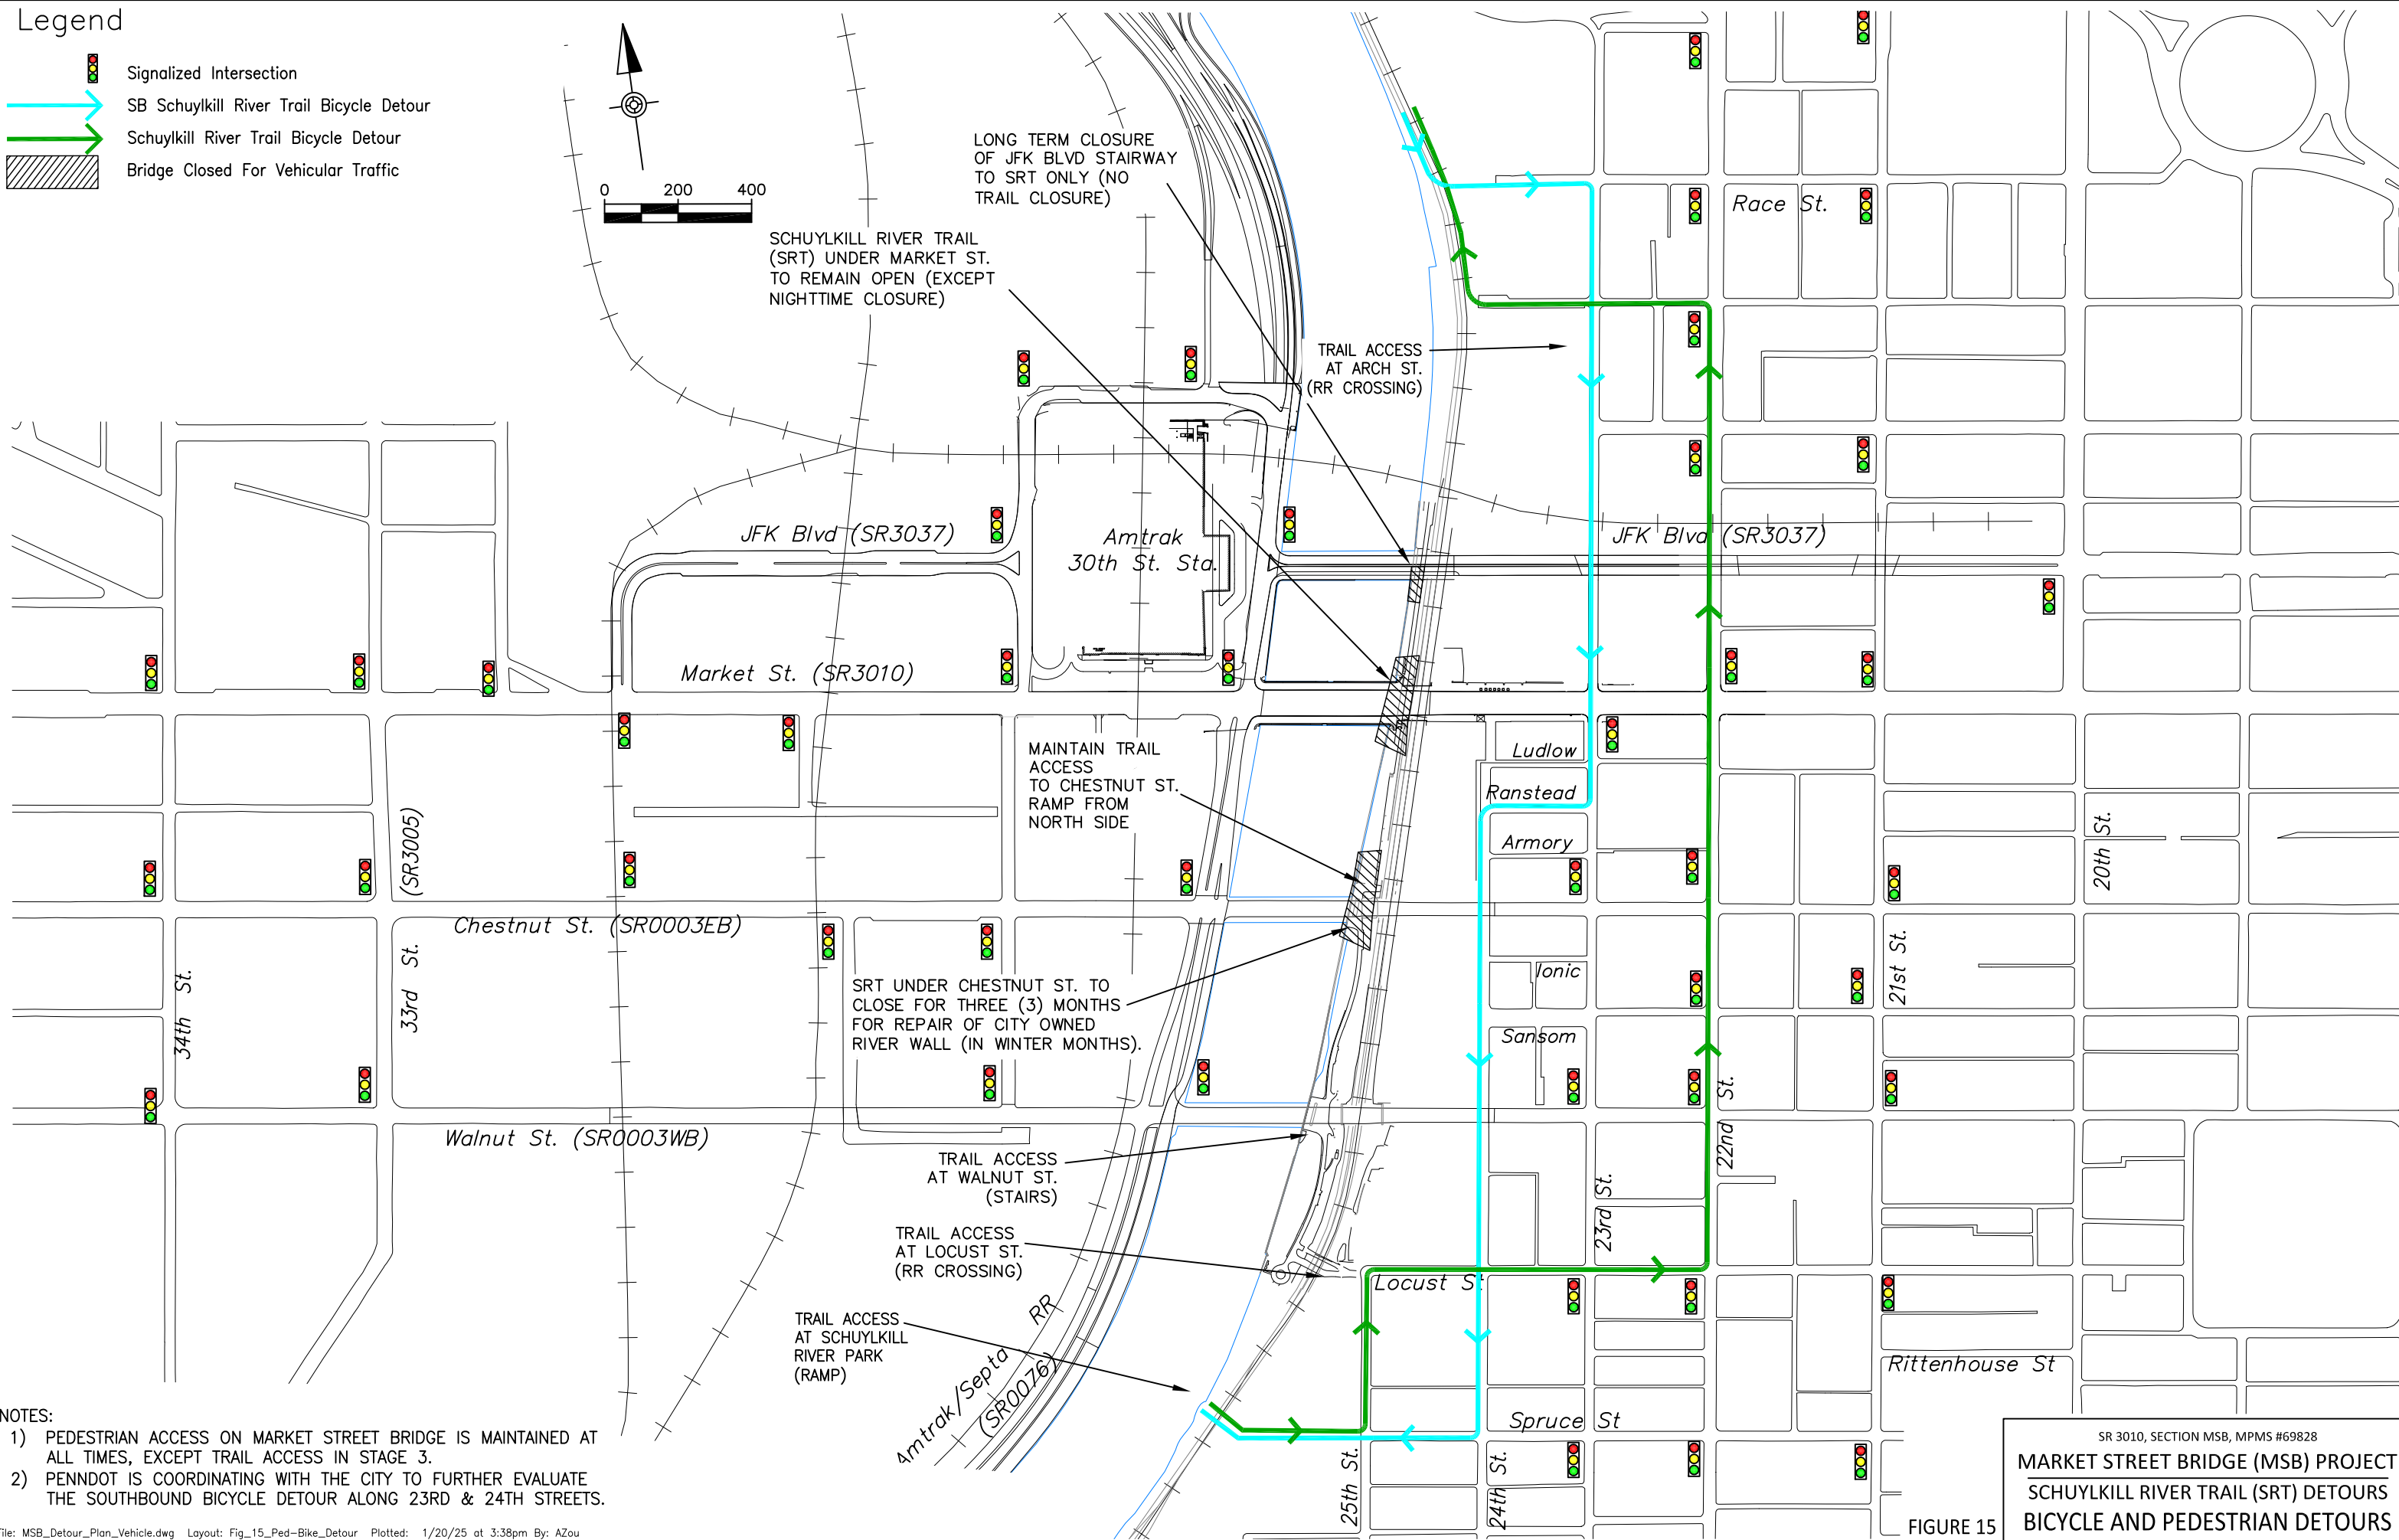 Legend
Signalized Intersection
SB Schuylkill River Trail Bicycle Detour
Schuylkill River Trail Bicycle Detour
Bridge Closed For Vehicular Traffic
0 200 400
LONG TERM CLOSURE
OF JFK BLVD STAIRWAY
TO SRT ONLY (NO
TRAIL CLOSURE)
SCHUYLKILL RIVER TRAIL
(SRT) UNDER MARKET ST.
TO REMAIN OPEN (EXCEPT
NIGHTTIME CLOSURE)
Race St.
TRAIL ACCESS
AT ARCH ST.
(RR CROSSING)
JFK Blvd (SR3037)
Amtrak
30th St. Sta.
JFK Blvd (SR3037)
Market St. (SR3010)
MAINTAIN TRAIL
ACCESS
TO CHESTNUT ST.
RAMP FROM
NORTH SIDE
Ludlow
Ranstead
Armory
(SR3005)
33rd St.
34th St.
20th St.
21st St.
Chestnut St. (SR0003EB)
Ionic
SRT UNDER CHESTNUT ST. TO
CLOSE FOR THREE (3) MONTHS
FOR REPAIR OF CITY OWNED
RIVER WALL (IN WINTER MONTHS).
Sansom
22nd St.
Walnut St. (SR0003WB)
TRAIL ACCESS
AT WALNUT ST.
(STAIRS)
23rd St.
TRAIL ACCESS
AT LOCUST ST.
(RR CROSSING)
Locust St
TRAIL ACCESS
AT SCHUYLKILL
RIVER PARK
(RAMP)
Amtrak/Septa RR
(SR0076)
Rittenhouse St
Spruce St
25th St.
24th St.
NOTES:
1) PEDESTRIAN ACCESS ON MARKET STREET BRIDGE IS MAINTAINED AT
ALL TIMES, EXCEPT TRAIL ACCESS IN STAGE 3.
2) PENNDOT IS COORDINATING WITH THE CITY TO FURTHER EVALUATE
THE SOUTHBOUND BICYCLE DETOUR ALONG 23RD & 24TH STREETS.
File: MSB_Detour_Plan_Vehicle.dwg Layout: Fig_15_Ped-Bike_Detour Plotted: 1/20/25 at 3:38pm By: AZou
FIGURE 15
SR 3010, SECTION MSB, MPMS #69828
MARKET STREET BRIDGE (MSB) PROJECT
SCHUYLKILL RIVER TRAIL (SRT) DETOURS
BICYCLE AND PEDESTRIAN DETOURS